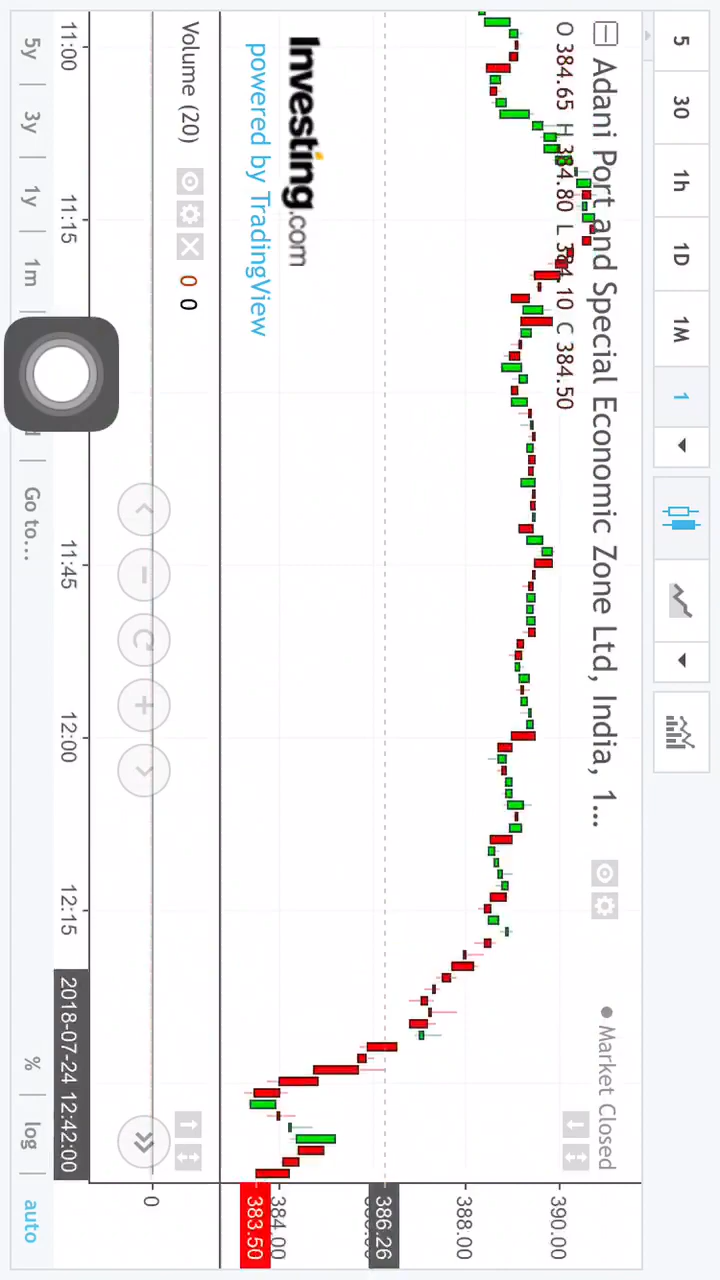 5 30 1h 1D 1M 1
Adani Port and Special Economic Zone Ltd, India, 1...
Market Closed
O 384.65 H 384.80 L 384.10 C 384.50
390.00
388.00
386.26
384.00
383.50
Investing.com
powered by TradingView
Volume (20) 0 0
0
11:00 11:15 11:45 12:00 12:15 2018-07-24 12:42:00
5y 3y 1y 1m Go to... % log auto